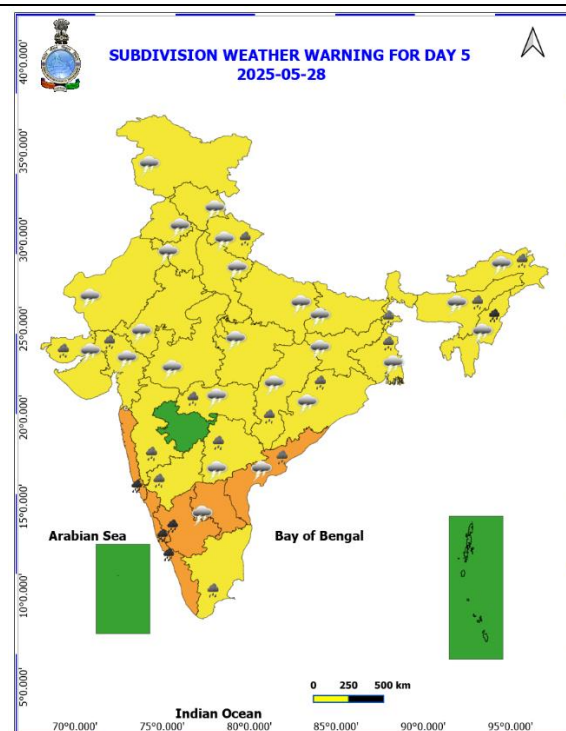 SUBDIVISION WEATHER WARNING FOR DAY 5
2025-05-28
40°0.000'
35°0.000'
30°0.000'
25°0.000'
20°0.000'
15°0.000'
10°0.000'
5°0.000'
Arabian Sea
Bay of Bengal
0 250 500 km
Indian Ocean
70°0.000' 75°0.000' 80°0.000' 85°0.000' 90°0.000' 95°0.000'